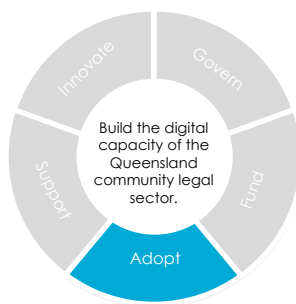 Innovate
Govern
Build the digital
capacity of the
Queensland
community legal
sector.
Support
Fund
Adopt